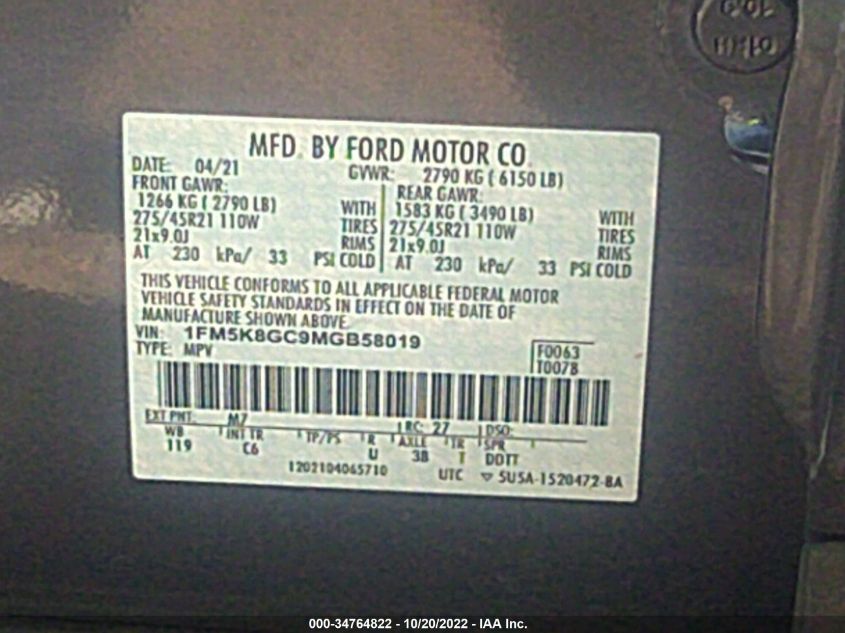 MFD. BY FORD MOTOR CO.
DATE: 04/21 GVWR: 2790 KG ( 6150 LB)
FRONT GAWR: REAR GAWR:
1266 KG ( 2790 LB) WITH 1583 KG ( 3490 LB) WITH
275/45R21 110W TIRES 275/45R21 110W TIRES
21x9.0J RIMS 21x9.0J RIMS
AT 230 kPa/ 33 PSI COLD AT 230 kPa/ 33 PSI COLD
THIS VEHICLE CONFORMS TO ALL APPLICABLE FEDERAL MOTOR
VEHICLE SAFETY STANDARDS IN EFFECT ON THE DATE OF
MANUFACTURE SHOWN ABOVE.
VIN: 1FM5K8GC9MGB58019
TYPE: MPV F0063
T0078
EXT PNT: M7 RC: 27 DSO:
WB INT TR TP/PS R AXLE TR SPR
119 C6 U 3B T DOTT
1202104065710 UTC ▽ 5U5A-1520472-BA
000-34764822 - 10/20/2022 - IAA Inc.